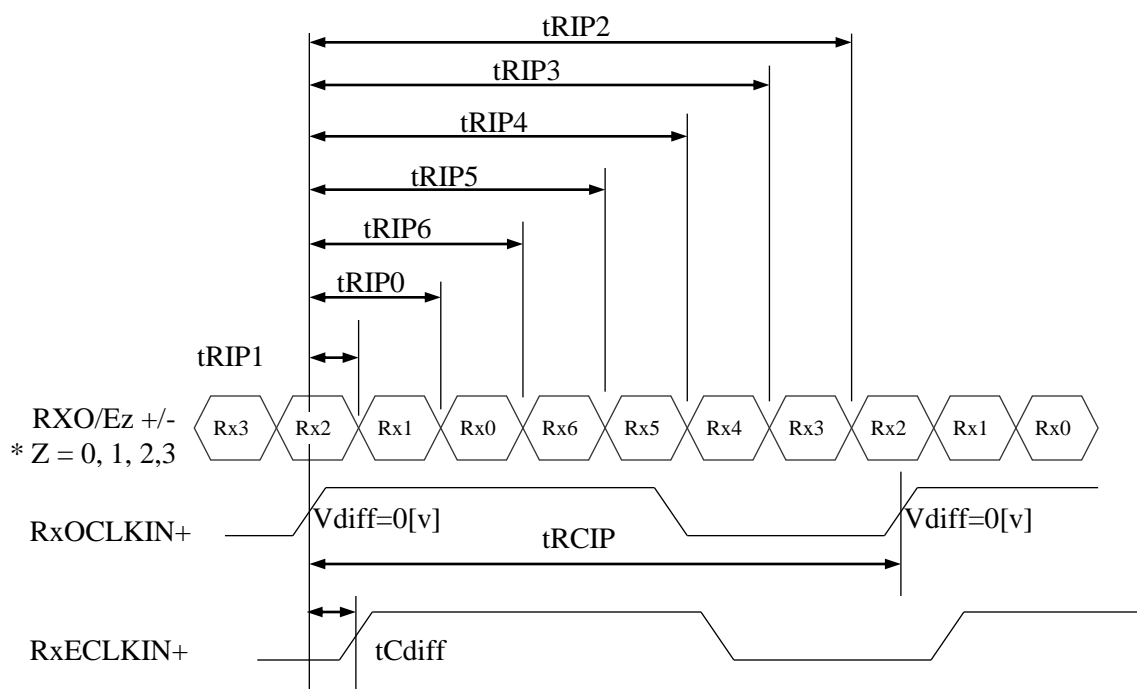 tRIP2
tRIP3
tRIP4
tRIP5
tRIP6
tRIP0
tRIP1
RXO/Ez +/-
* Z = 0, 1, 2,3
Rx3 Rx2 Rx1 Rx0 Rx6 Rx5 Rx4 Rx3 Rx2 Rx1 Rx0
RxOCLKIN+
Vdiff=0[v] Vdiff=0[v]
tRCIP
RxECLKIN+
tCdiff